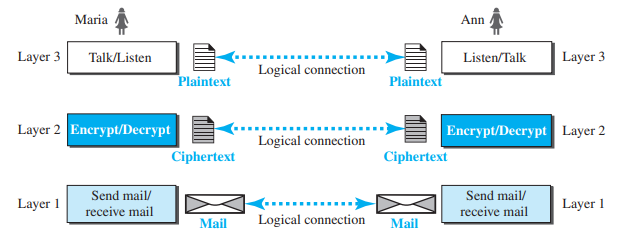 Maria
Ann
Layer 3
Talk/Listen
Listen/Talk
Layer 3
Logical connection
Plaintext
Plaintext
Layer 2
Encrypt/Decrypt
Encrypt/Decrypt
Layer 2
Logical connection
Ciphertext
Ciphertext
Layer 1
Send mail/
receive mail
Send mail/
receive mail
Layer 1
Mail
Logical connection
Mail